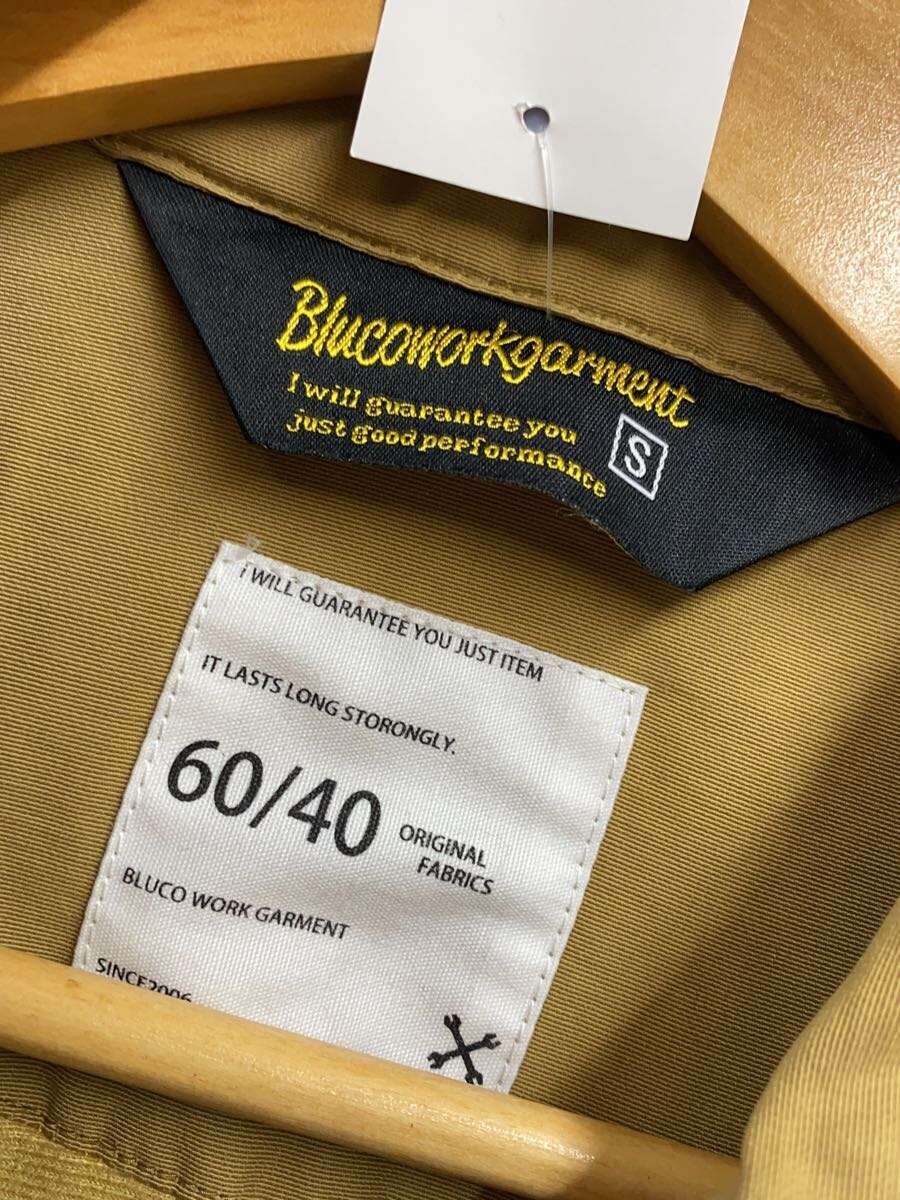 Blucoworkgarment
I will guarantee you
just good performance
S
I WILL GUARANTEE YOU JUST ITEM
IT LASTS LONG STORONGLY.
60/40
ORIGINAL
FABRICS
BLUCO WORK GARMENT
SINCE2006